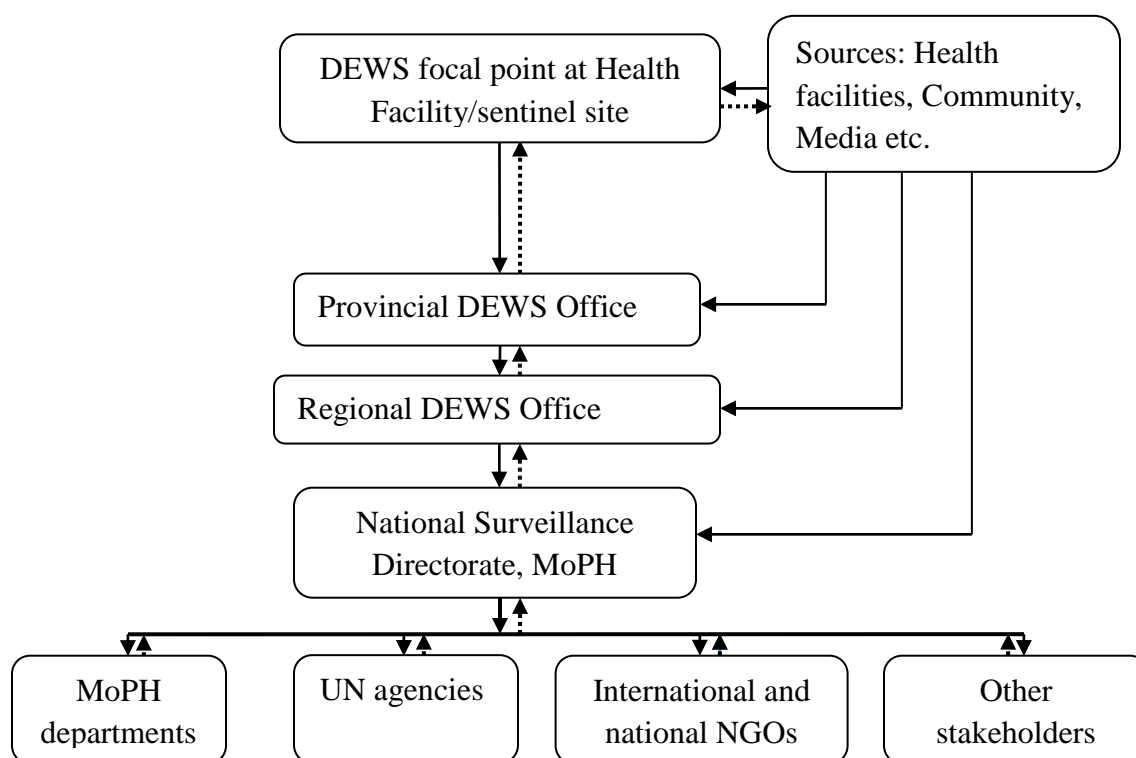 DEWS focal point at Health
Facility/sentinel site
Sources: Health
facilities, Community,
Media etc.
Provincial DEWS Office
Regional DEWS Office
National Surveillance
Directorate, MoPH
MoPH
departments
UN agencies
International and
national NGOs
Other
stakeholders